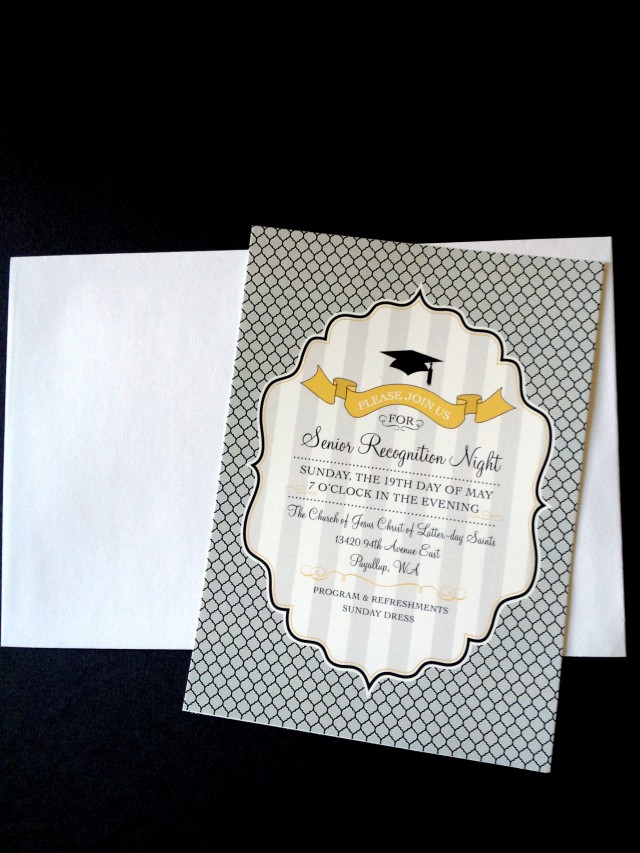 PLEASE JOIN US
FOR
Senior Recognition Night
SUNDAY, THE 19TH DAY OF MAY
7 O'CLOCK IN THE EVENING
The Church of Jesus Christ of Latter-day Saints
13420 94th Avenue East
Puyallup, WA
PROGRAM & REFRESHMENTS
SUNDAY DRESS